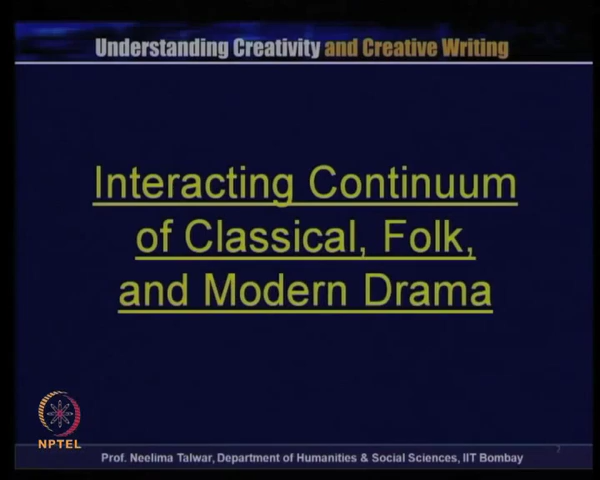 Understanding Creativity and Creative Writing
Interacting Continuum
of Classical, Folk,
and Modern Drama
NPTEL
Prof. Neelima Talwar, Department of Humanities & Social Sciences, IIT Bombay